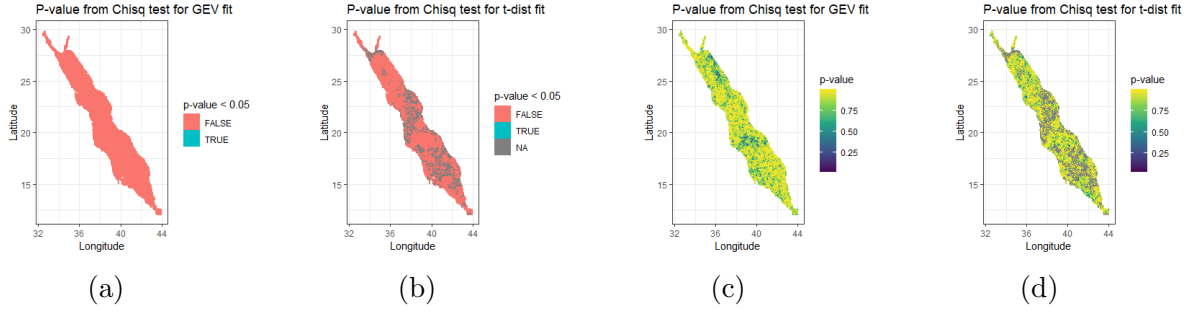 P-value from Chisq test for GEV fit
30
25
20
15
Latitude
32 36 40 44
Longitude
p-value < 0.05
FALSE
TRUE
(a)
P-value from Chisq test for t-dist fit
30
25
20
15
Latitude
32 36 40 44
Longitude
p-value < 0.05
FALSE
TRUE
NA
(b)
P-value from Chisq test for GEV fit
30
25
20
15
Latitude
32 36 40 44
Longitude
p-value
0.75
0.50
0.25
(c)
P-value from Chisq test for t-dist fit
30
25
20
15
Latitude
32 36 40 44
Longitude
p-value
0.75
0.50
0.25
(d)